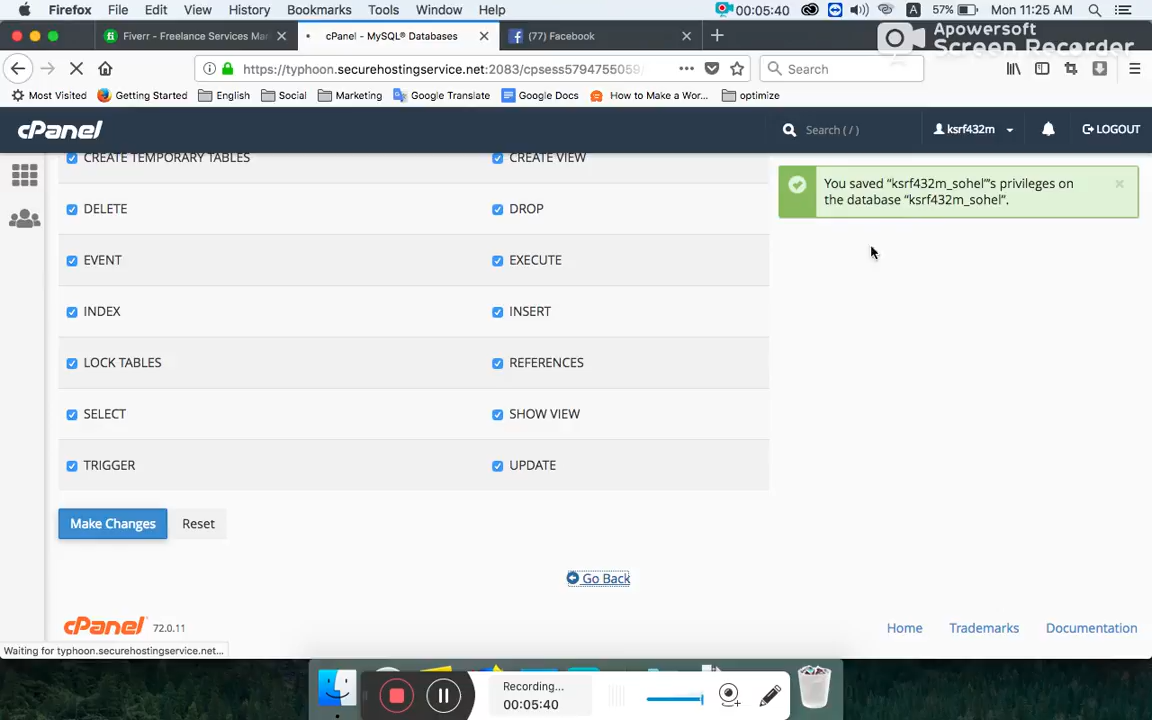 Firefox File Edit View History Bookmarks Tools Window Help 00:05:40 A 57% Mon 11:25 AM
Apowersoft
Screen Recorder
Fiverr - Freelance Services Ma
cPanel - MySQL® Databases
(77) Facebook
https://typhoon.securehostingservice.net:2083/cpsess5794755059/
Search
Most Visited Getting Started English Social Marketing Google Translate Google Docs How to Make a Wor... optimize
cPanel
Search ( / )
ksrf432m
LOGOUT
CREATE TEMPORARY TABLES CREATE VIEW
You saved “ksrf432m_sohel”'s privileges on
the database “ksrf432m_sohel”.
DELETE DROP
EVENT EXECUTE
INDEX INSERT
LOCK TABLES REFERENCES
SELECT SHOW VIEW
TRIGGER UPDATE
Make Changes Reset
Go Back
cPanel 72.0.11
Home Trademarks Documentation
Waiting for typhoon.securehostingservice.net...
Recording...
00:05:40